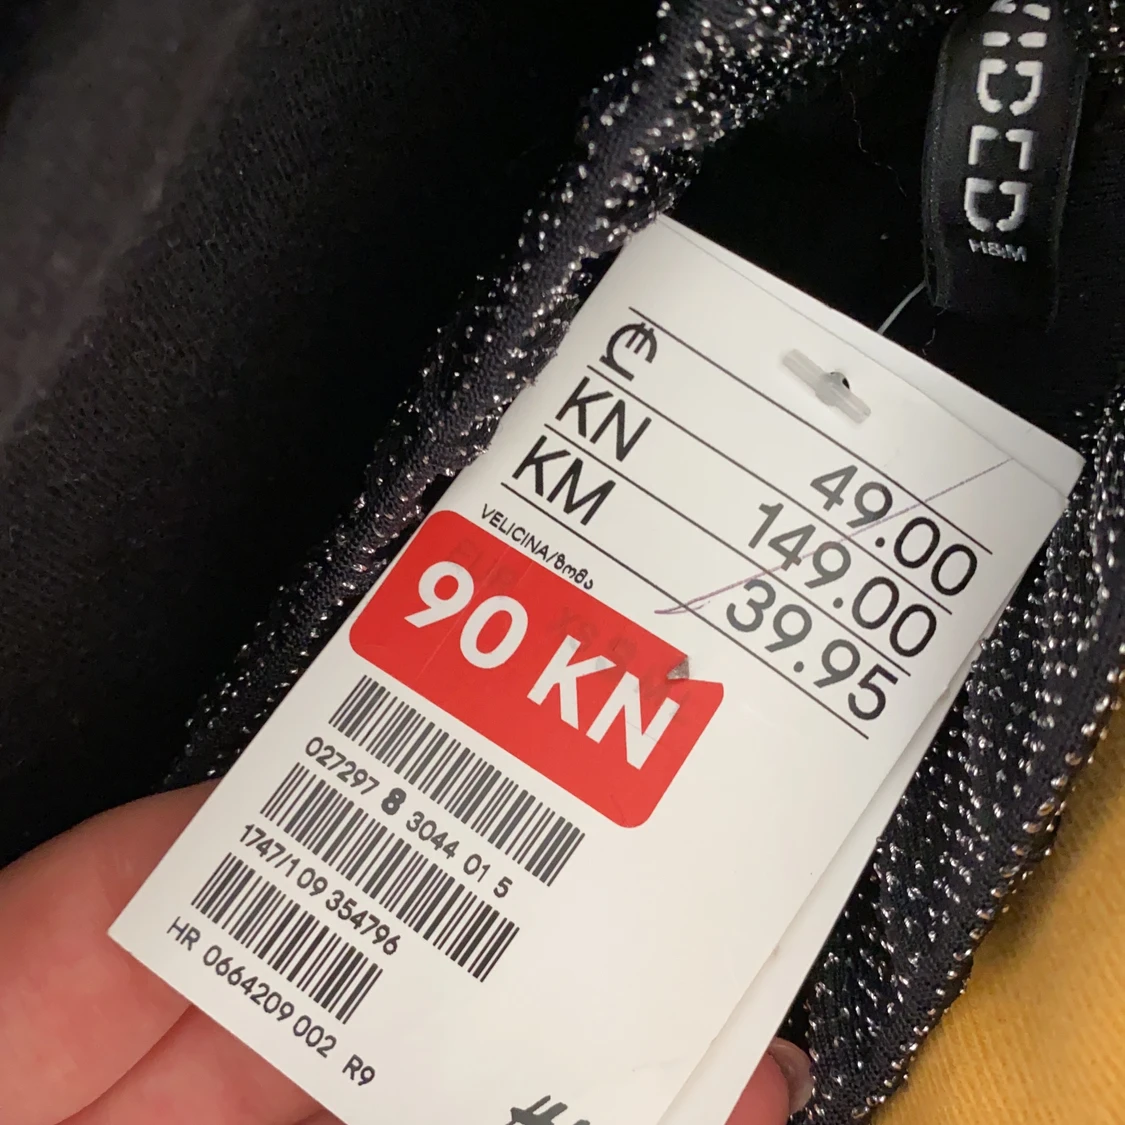 DED
H&M
₾ 49.00
KN 149.00
KM 39.95
VELICINA/ზომა
90 KN
027297 8 3044 01 5
1747/1 09 354796
HR 0664209 002 R9